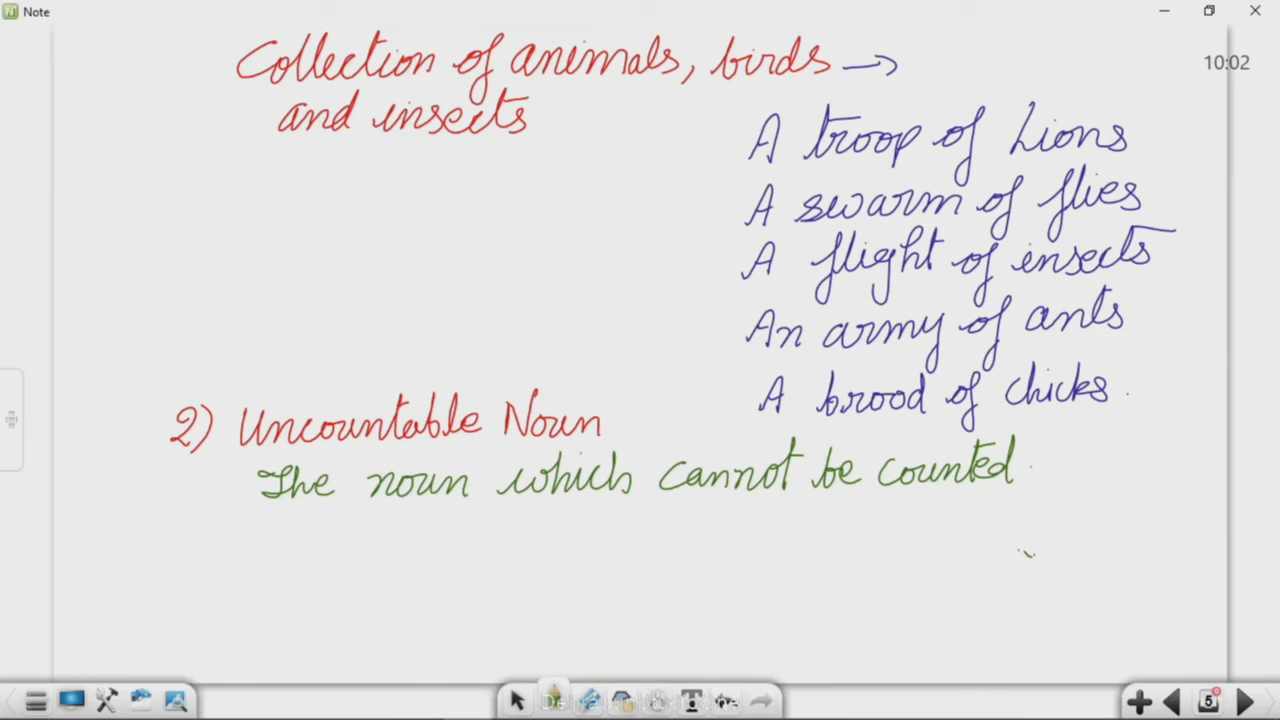 Note
10:02
Collection of animals, birds →
and insects
A troop of Lions
A swarm of flies
A flight of insects
An army of ants
A brood of chicks.
2) Uncountable Noun
The noun which cannot be counted.
5